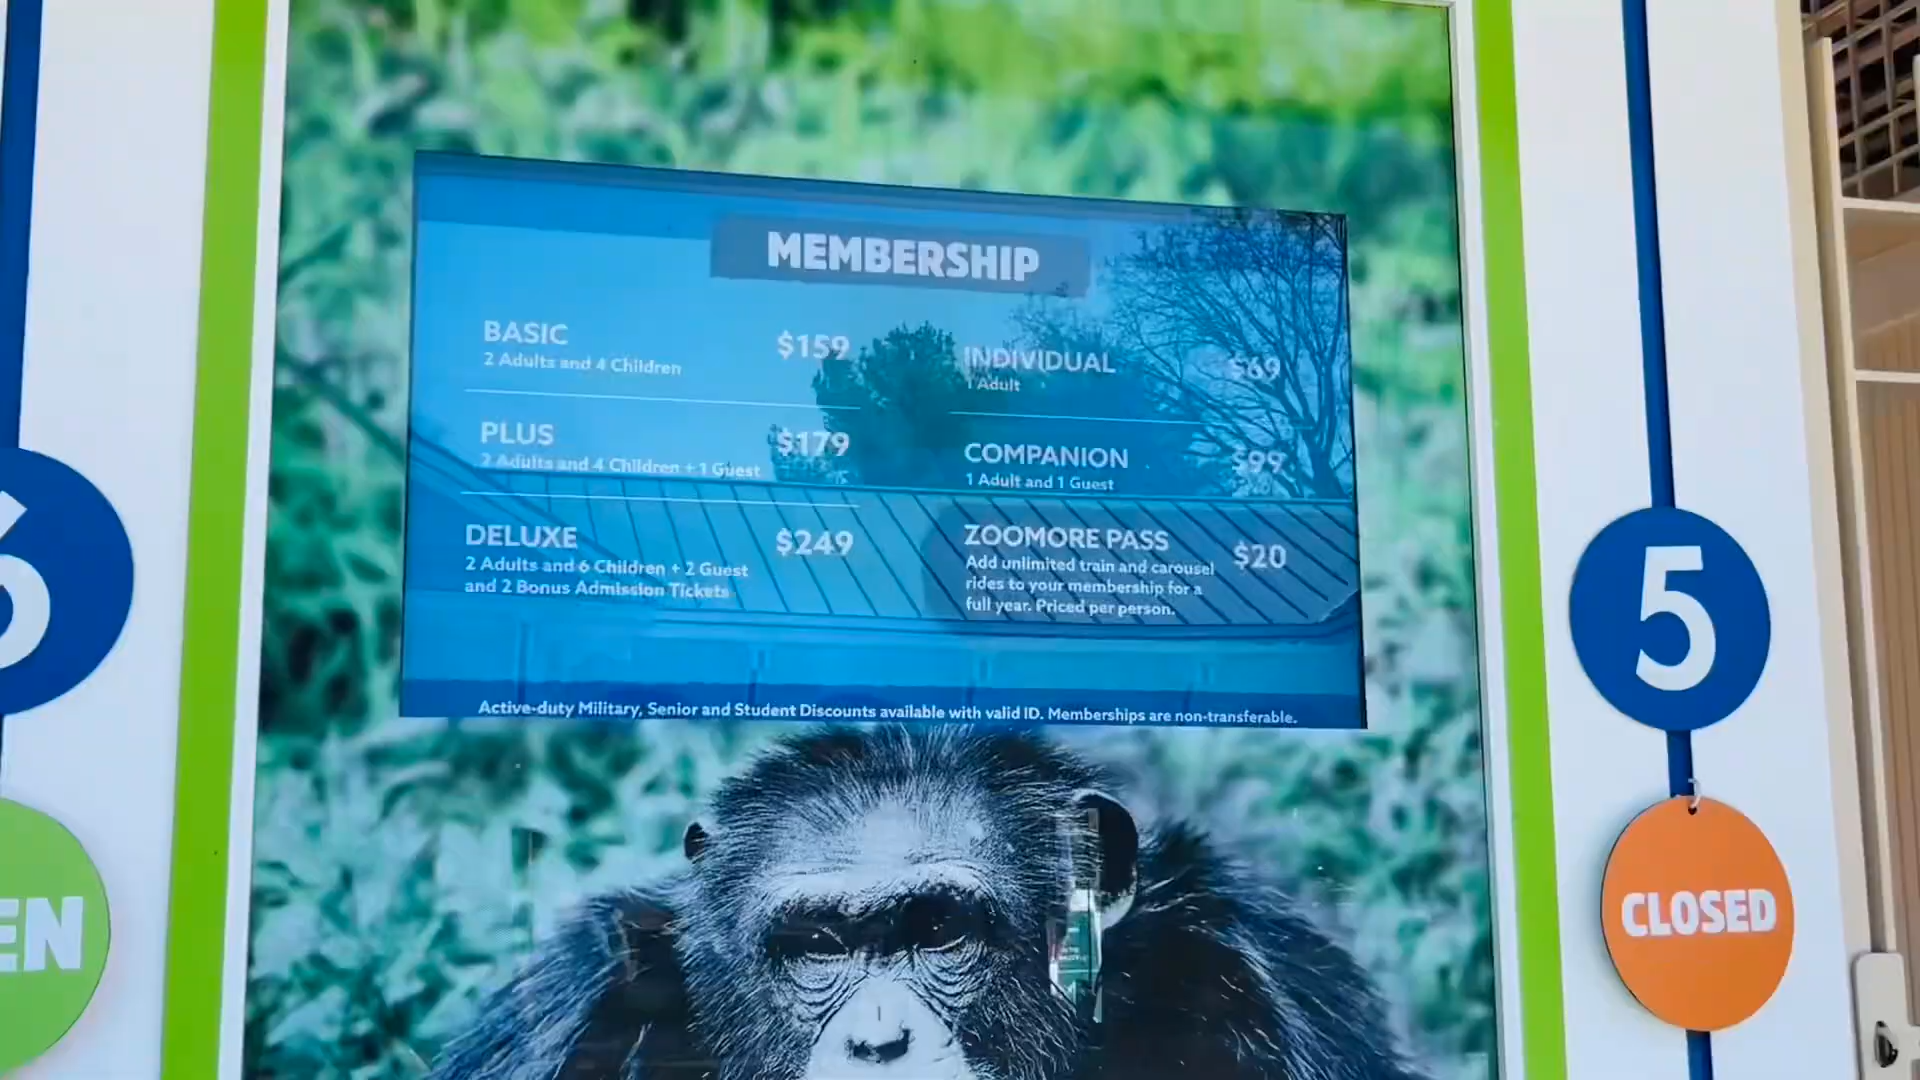 MEMBERSHIP
BASIC
2 Adults and 4 Children
$159
PLUS
2 Adults and 4 Children + 1 Guest
$179
DELUXE
2 Adults and 6 Children + 2 Guest
and 2 Bonus Admission Tickets
$249
INDIVIDUAL
1 Adult
$69
COMPANION
1 Adult and 1 Guest
$99
ZOOMORE PASS
Add unlimited train and carousel
rides to your membership for a
full year. Priced per person.
$20
Active-duty Military, Senior and Student Discounts available with valid ID. Memberships are non-transferable.
6
EN
5
CLOSED